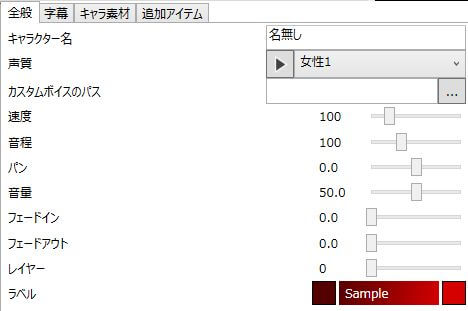 全般 字幕 キャラ素材 追加アイテム
キャラクター名 名無し
声質 女性1
カスタムボイスのパス ...
速度 100
音程 100
パン 0.0
音量 50.0
フェードイン 0.0
フェードアウト 0.0
レイヤー 0
ラベル Sample